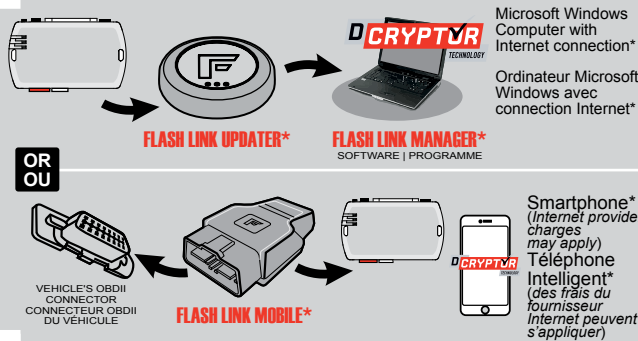 D CRYPTOR
TECHNOLOGY
Microsoft Windows
Computer with
Internet connection*
Ordinateur Microsoft
Windows avec
connection Internet*
FLASH LINK UPDATER*
FLASH LINK MANAGER*
SOFTWARE | PROGRAMME
OR
OU
VEHICLE'S OBDII
CONNECTOR
CONNECTEUR OBDII
DU VÉHICULE
FLASH LINK MOBILE*
D CRYPTOR
TECHNOLOGY
Smartphone*
(Internet provide
charges
may apply)
Téléphone
Intelligent*
(des frais du
fournisseur
Internet peuvent
s'appliquer)